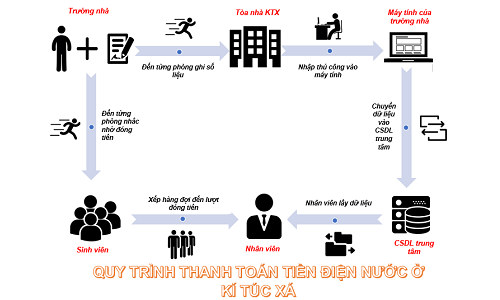 Trưởng nhà
Tòa nhà KTX
Máy tính của
trưởng nhà
Đến từng phòng ghi số
liệu
Nhập thủ công vào
máy tính
Đến từng
phòng nhắc
nhở đóng
tiền
Chuyển
dữ liệu
vào
CSDL
trung
tâm
Xếp hàng đợi đến lượt
đóng tiền
Nhân viên lấy dữ liệu
Sinh viên
Nhân viên
CSDL trung
tâm
QUY TRÌNH THANH TOÁN TIỀN ĐIỆN NƯỚC Ở
KÍ TÚC XÁ